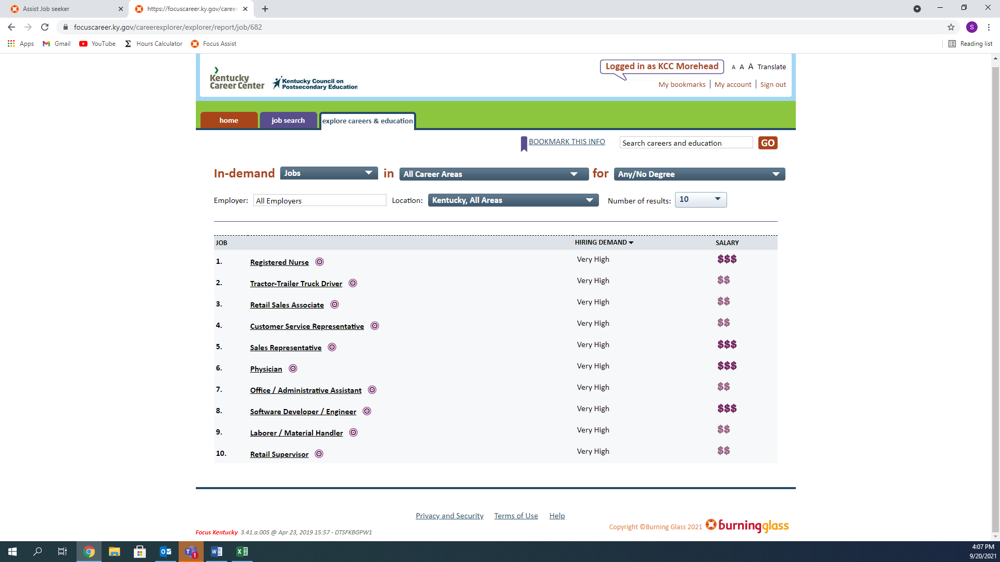 Assist Job seeker
https://focuscareer.ky.gov/career
focuscareer.ky.gov/careerexplorer/explorer/report/job/682
S
Apps Gmail YouTube Hours Calculator Focus Assist Reading list
Logged in as KCC Morehead A A A Translate
Kentucky Career Center
Kentucky Council on Postsecondary Education
My bookmarks My account Sign out
home job search explore careers & education
BOOKMARK THIS INFO Search careers and education GO
In-demand Jobs in All Career Areas for Any/No Degree
Employer: All Employers Location: Kentucky, All Areas Number of results: 10
JOB HIRING DEMAND SALARY
1. Registered Nurse Very High $$$
2. Tractor-Trailer Truck Driver Very High $$
3. Retail Sales Associate Very High $$
4. Customer Service Representative Very High $$
5. Sales Representative Very High $$$
6. Physician Very High $$$
7. Office / Administrative Assistant Very High $$
8. Software Developer / Engineer Very High $$$
9. Laborer / Material Handler Very High $$
10. Retail Supervisor Very High $$
Privacy and Security Terms of Use Help
Copyright ©Burning Glass 2021 burningglass
Focus Kentucky 3.41.a.005 @ Apr 23, 2019 15:57 - DTSFKBGPW1
4:07 PM
9/20/2021